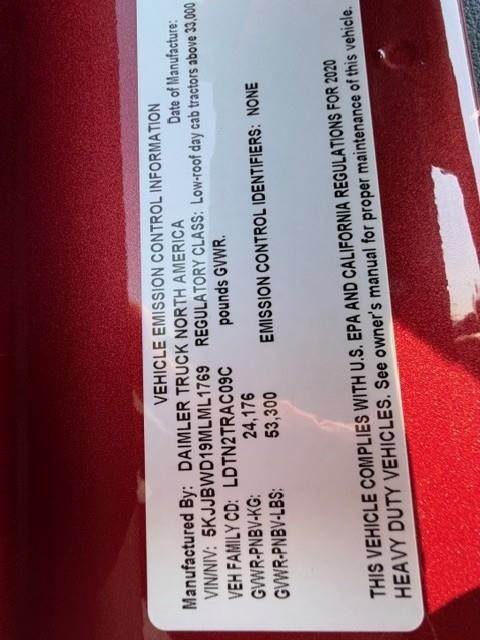 VEHICLE EMISSION CONTROL INFORMATION
Manufactured By: DAIMLER TRUCK NORTH AMERICA Date of Manufacture:
VIN/NIV: 5KJJBWD19MLML1769 REGULATORY CLASS: Low-roof day cab tractors above 33,000
VEH FAMILY CD: LDTN2TRAC09C pounds GVWR.
GVWR-PNBV-KG: 24,176
GVWR-PNBV-LBS: 53,300 EMISSION CONTROL IDENTIFIERS: NONE
THIS VEHICLE COMPLIES WITH U.S. EPA AND CALIFORNIA REGULATIONS FOR 2020
HEAVY DUTY VEHICLES. See owner's manual for proper maintenance of this vehicle.